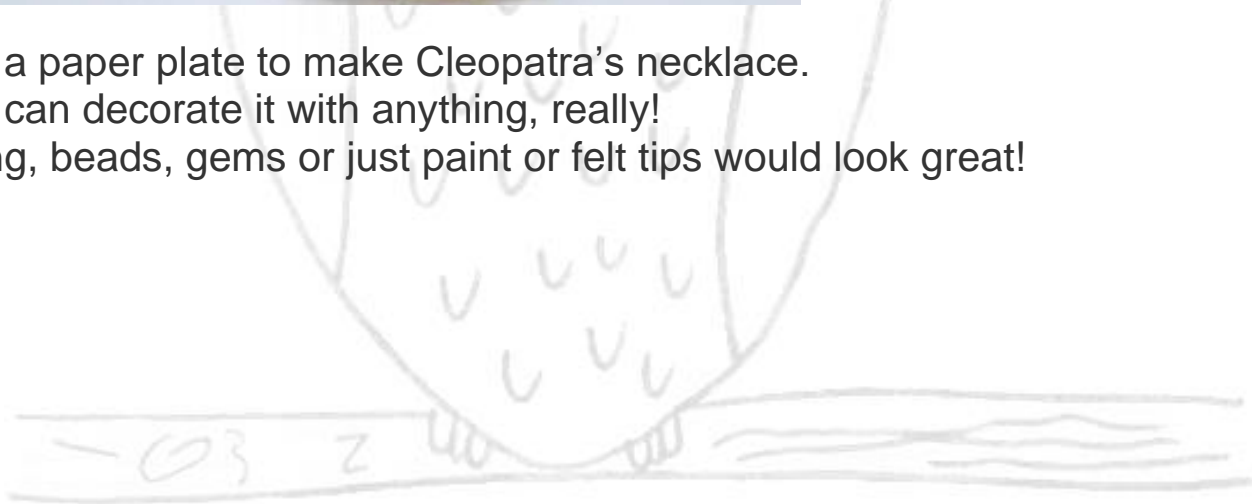 a paper plate to make Cleopatra’s necklace.
can decorate it with anything, really!
beads, gems or just paint or felt tips would look great!